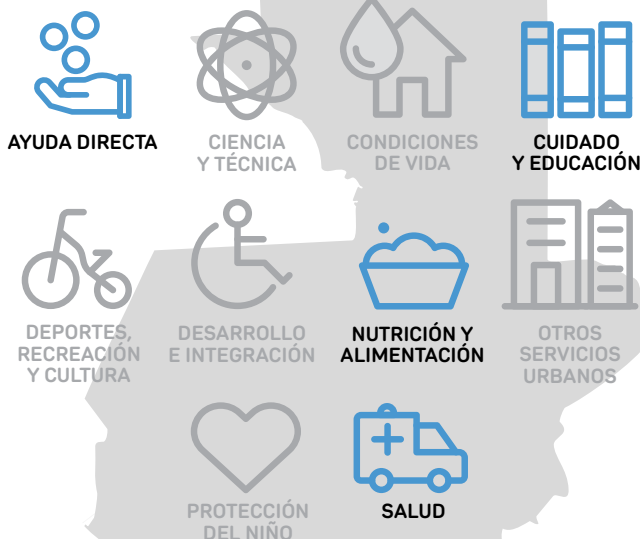 AYUDA DIRECTA
CIENCIA
Y TÉCNICA
CONDICIONES
DE VIDA
CUIDADO
Y EDUCACIÓN
DEPORTES,
RECREACIÓN
Y CULTURA
DESARROLLO
E INTEGRACIÓN
NUTRICIÓN Y
ALIMENTACIÓN
OTROS
SERVICIOS
URBANOS
PROTECCIÓN
DEL NIÑO
SALUD